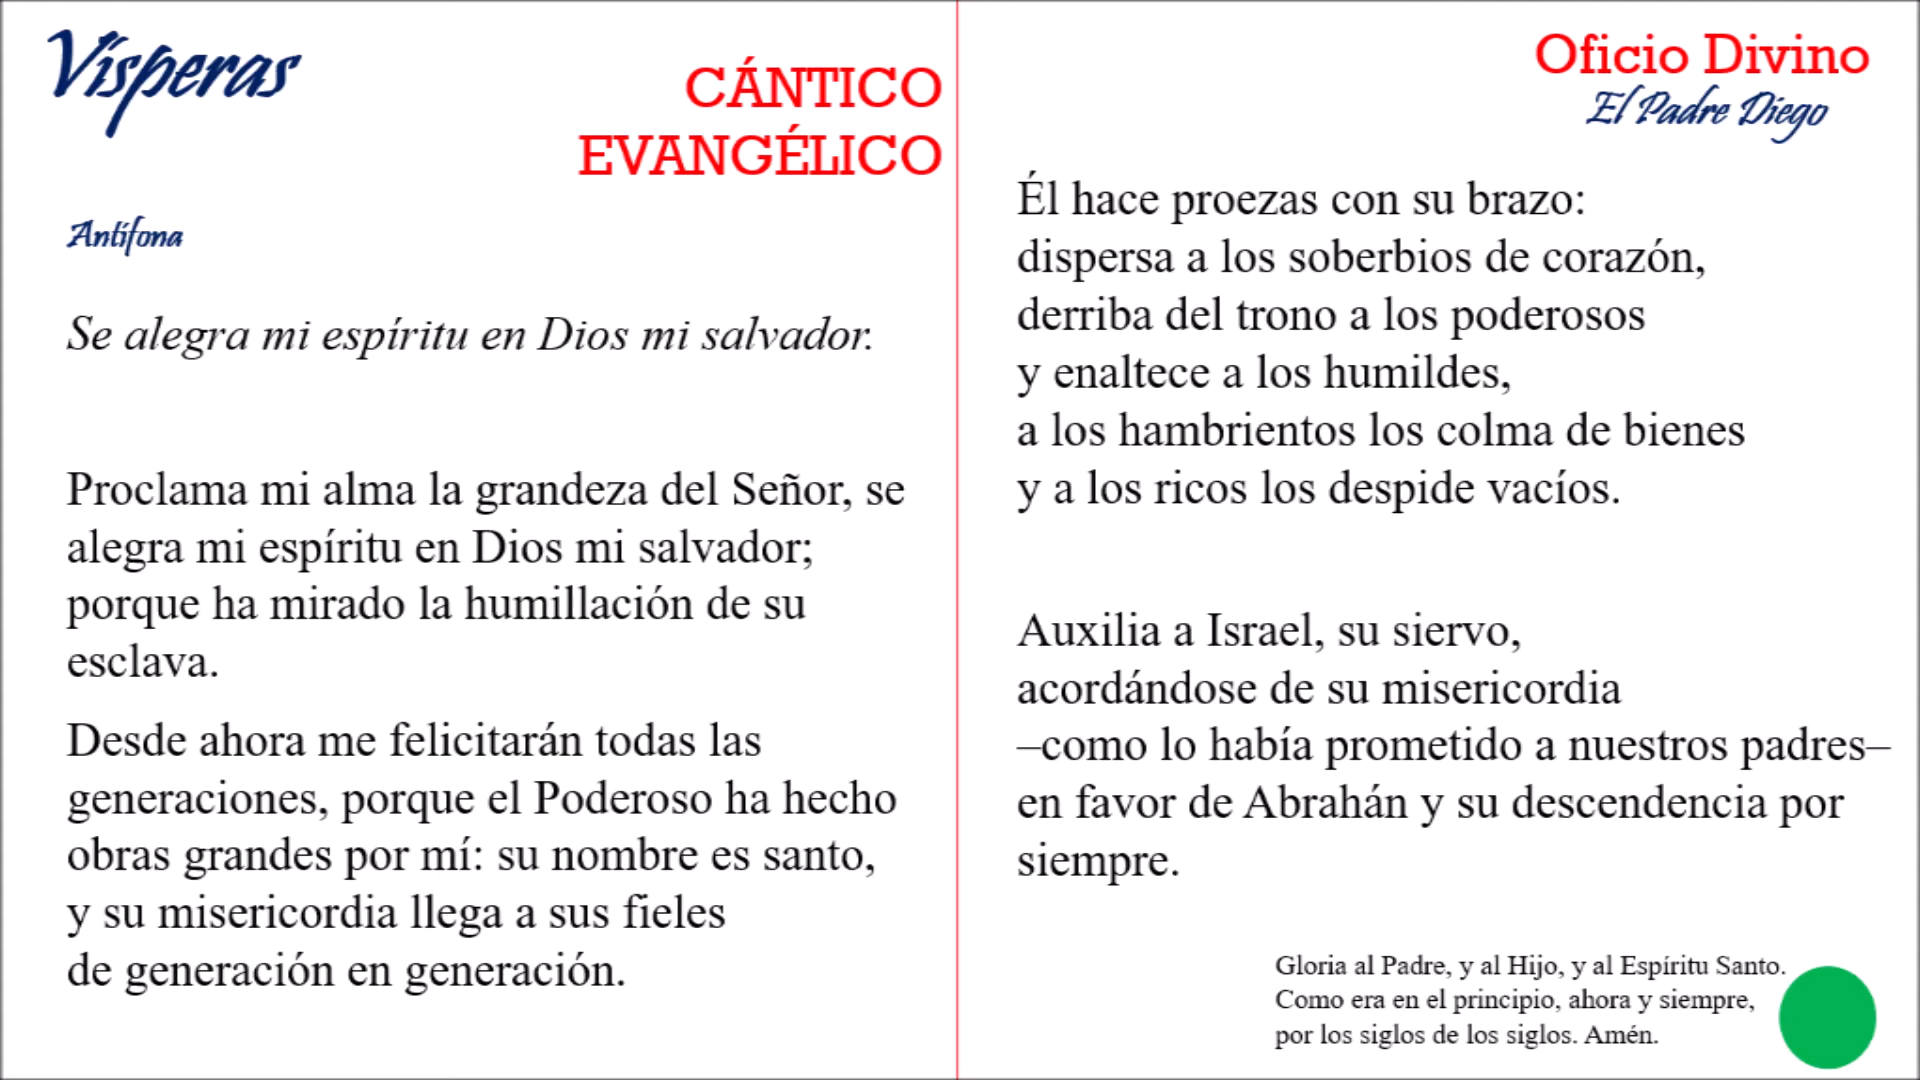 Vísperas
CÁNTICO
EVANGÉLICO
Antífona
Se alegra mi espíritu en Dios mi salvador.
Proclama mi alma la grandeza del Señor, se
alegra mi espíritu en Dios mi salvador;
porque ha mirado la humillación de su
esclava.
Desde ahora me felicitarán todas las
generaciones, porque el Poderoso ha hecho
obras grandes por mí: su nombre es santo,
y su misericordia llega a sus fieles
de generación en generación.
Oficio Divino
El Padre Diego
Él hace proezas con su brazo:
dispersa a los soberbios de corazón,
derriba del trono a los poderosos
y enaltece a los humildes,
a los hambrientos los colma de bienes
y a los ricos los despide vacíos.
Auxilia a Israel, su siervo,
acordándose de su misericordia
–como lo había prometido a nuestros padres–
en favor de Abrahán y su descendencia por
siempre.
Gloria al Padre, y al Hijo, y al Espíritu Santo.
Como era en el principio, ahora y siempre,
por los siglos de los siglos. Amén.